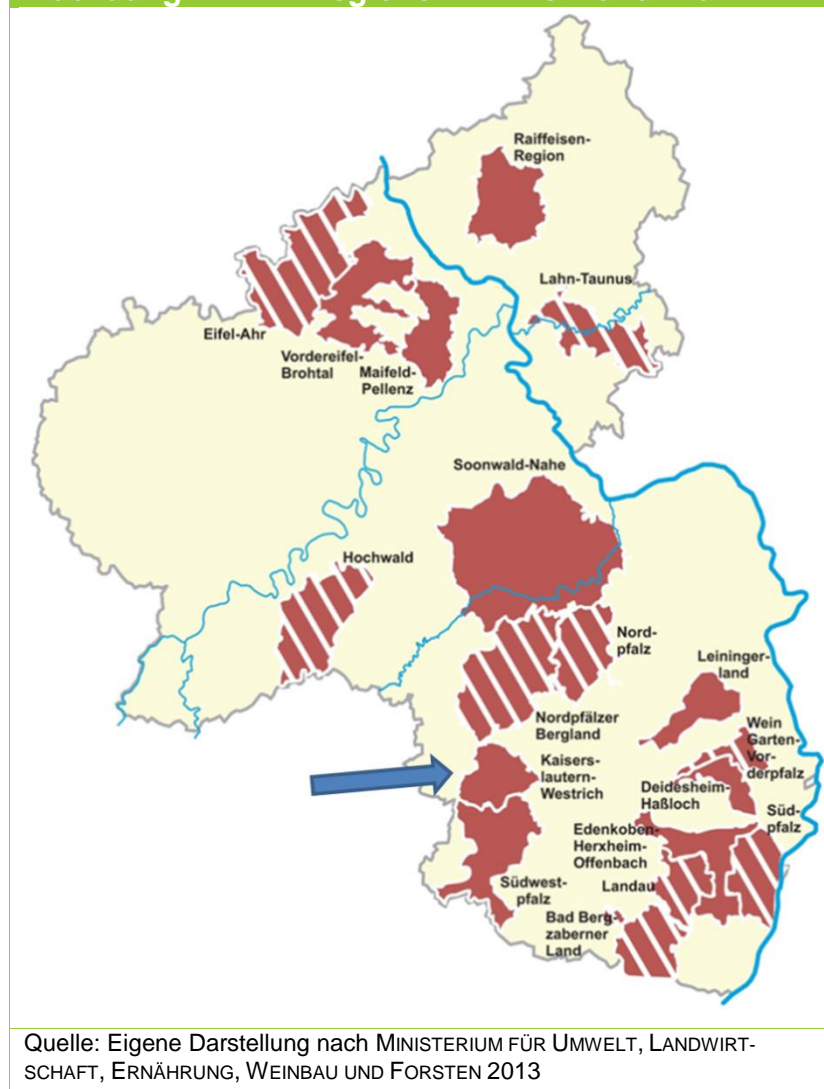 Raiffeisen-
Region
Lahn-Taunus
Eifel-Ahr
Vordereifel-
Brohtal
Maifeld-
Pellenz
Soonwald-Nahe
Hochwald
Nord-
pfalz
Leininger-
land
Nordpfälzer
Bergland
Wein
Garten-
Vor-
derpfalz
Kaisers-
lautern-
Westrich
Deidesheim-
Haßloch
Süd-
pfalz
Edenkoben-
Herxheim-
Offenbach
Landau
Südwest-
pfalz
Bad Berg-
zaberner
Land
Quelle: Eigene Darstellung nach MINISTERIUM FÜR UMWELT, LANDWIRT-
SCHAFT, ERNÄHRUNG, WEINBAU UND FORSTEN 2013